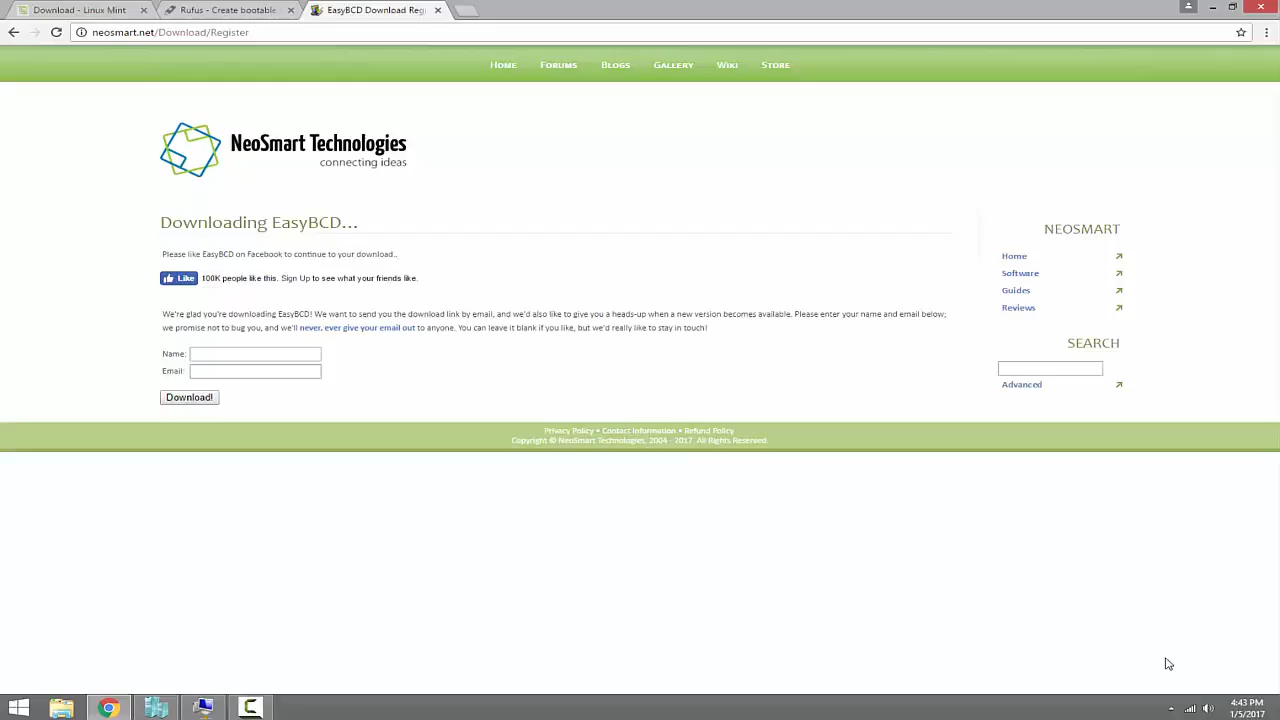 Download - Linux Mint
Rufus - Create bootable
EasyBCD Download Regi
neosmart.net/Download/Register
Home Forums Blogs Gallery Wiki Store
NeoSmart Technologies
connecting ideas
Downloading EasyBCD...
Please like EasyBCD on Facebook to continue to your download..
Like 100K people like this. Sign Up to see what your friends like.
We're glad you're downloading EasyBCD! We want to send you the download link by email, and we'd also like to give you a heads-up when a new version becomes available. Please enter your name and email below;
we promise not to bug you, and we'll never, ever give your email out to anyone. You can leave it blank if you like, but we'd really like to stay in touch!
Name:
Email:
Download!
NEOSMART
Home
Software
Guides
Reviews
SEARCH
Advanced
Privacy Policy • Contact Information • Refund Policy
Copyright © NeoSmart Technologies, 2004 - 2017. All Rights Reserved.
4:43 PM
1/5/2017